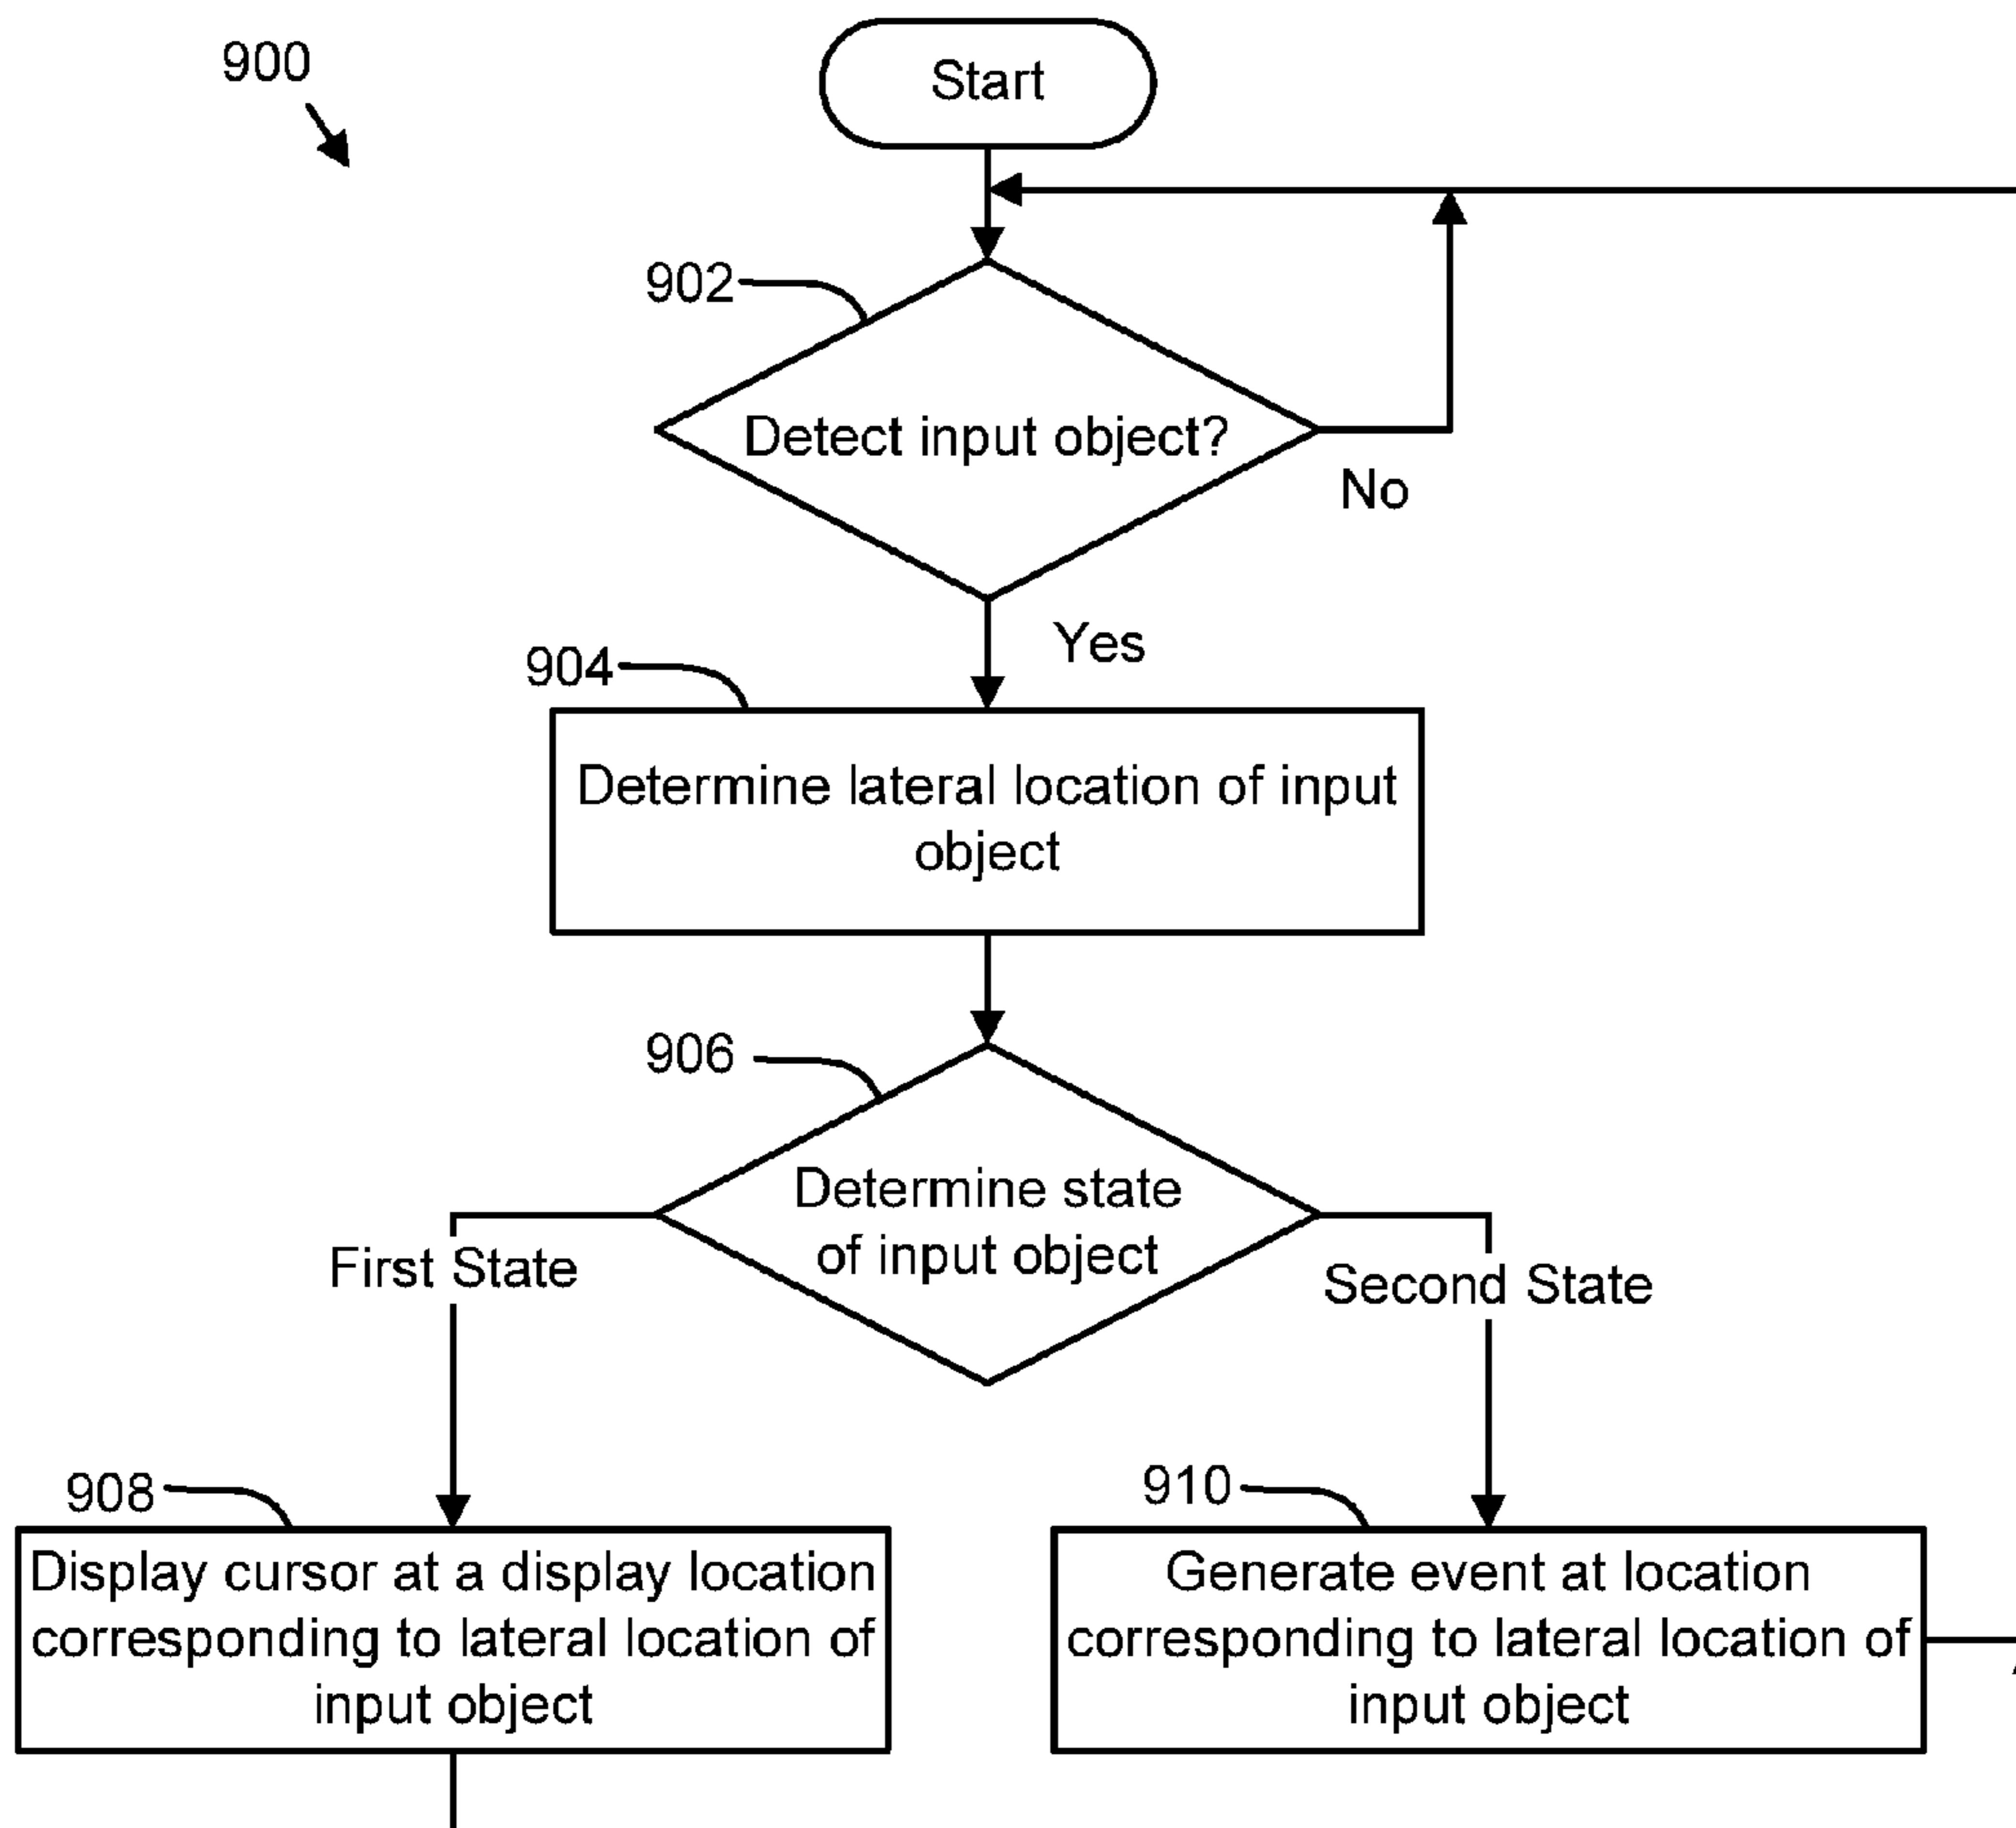 900
Start
902
Detect input object?
No
Yes
904
Determine lateral location of input
object
906
Determine state
of input object
First State
Second State
908
910
Display cursor at a display location
corresponding to lateral location of
input object
Generate event at location
corresponding to lateral location of
input object